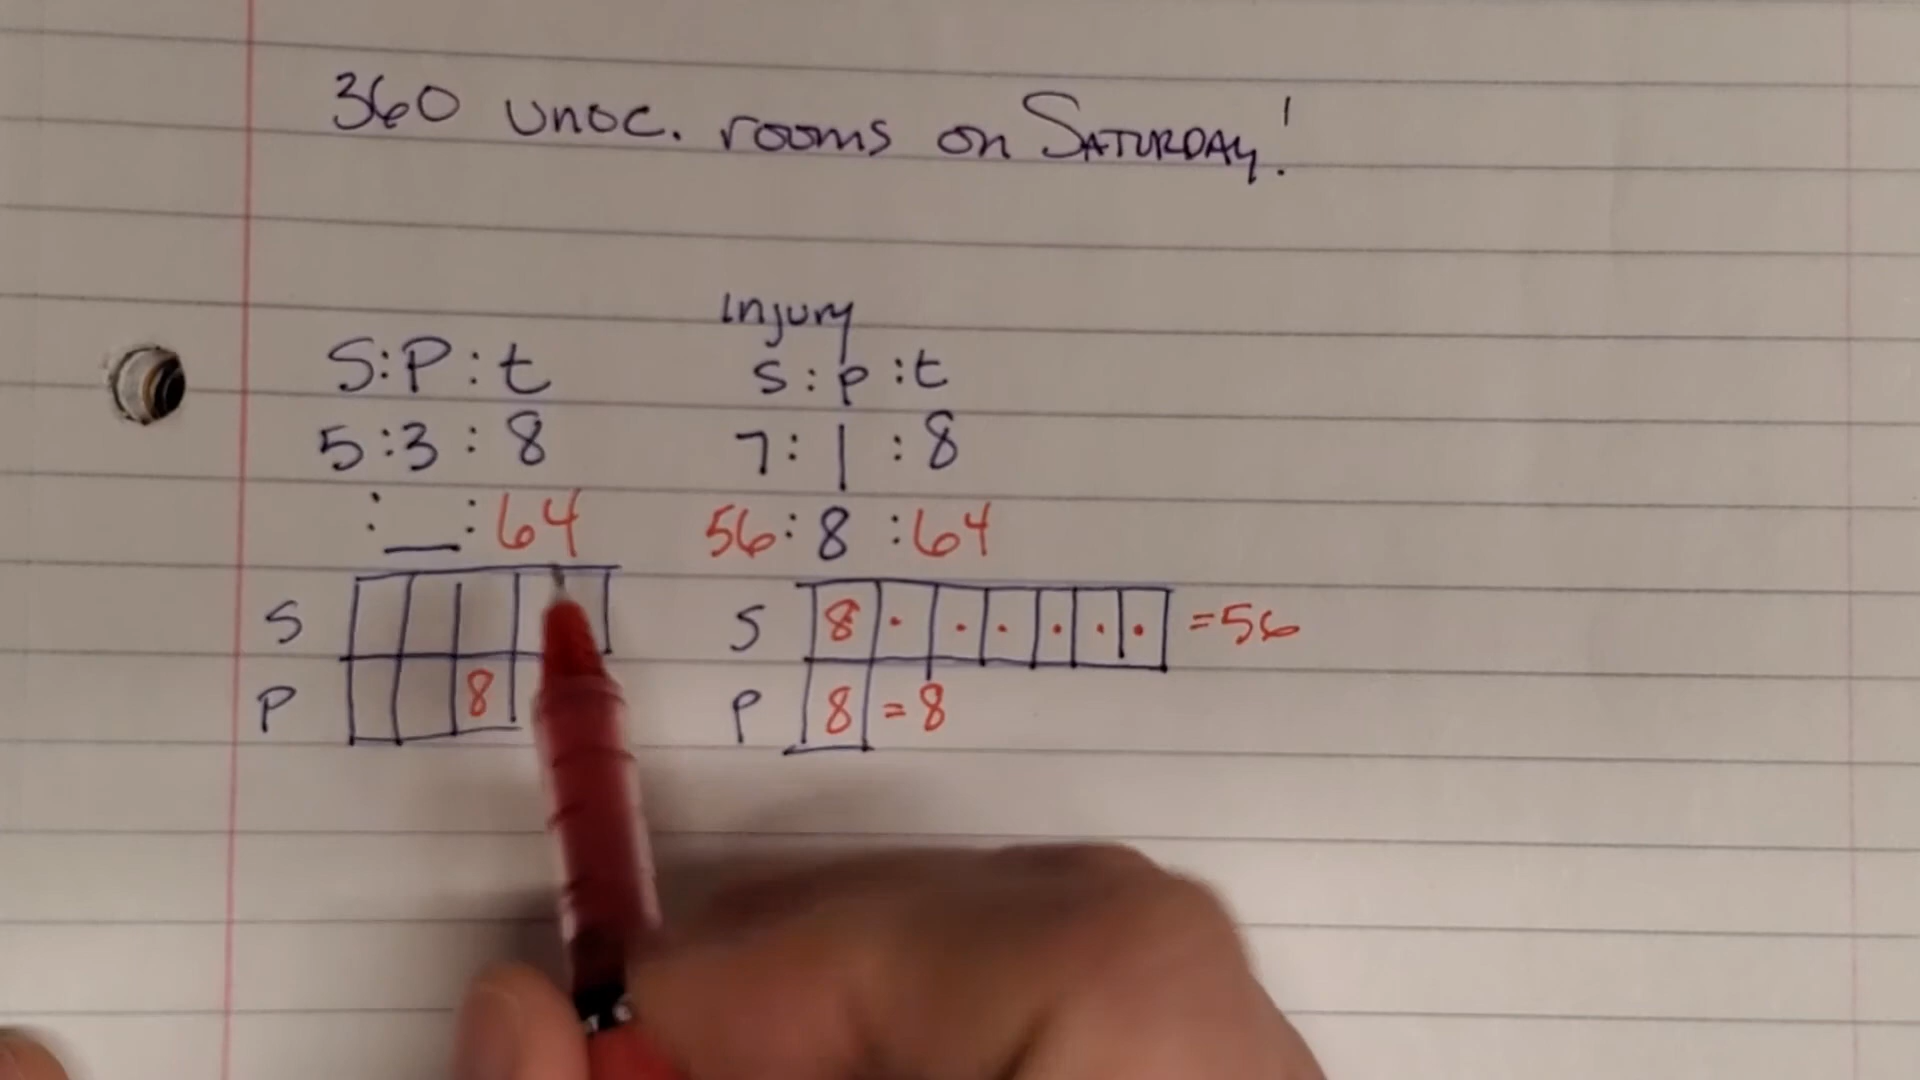 360 unoc. rooms on SATURDAY!
Injury
S:P:t s:p:t
5:3:8 7:1:8
:__:64 56:8:64
S S 8 . . . . . . =56
P 8 P 8 =8